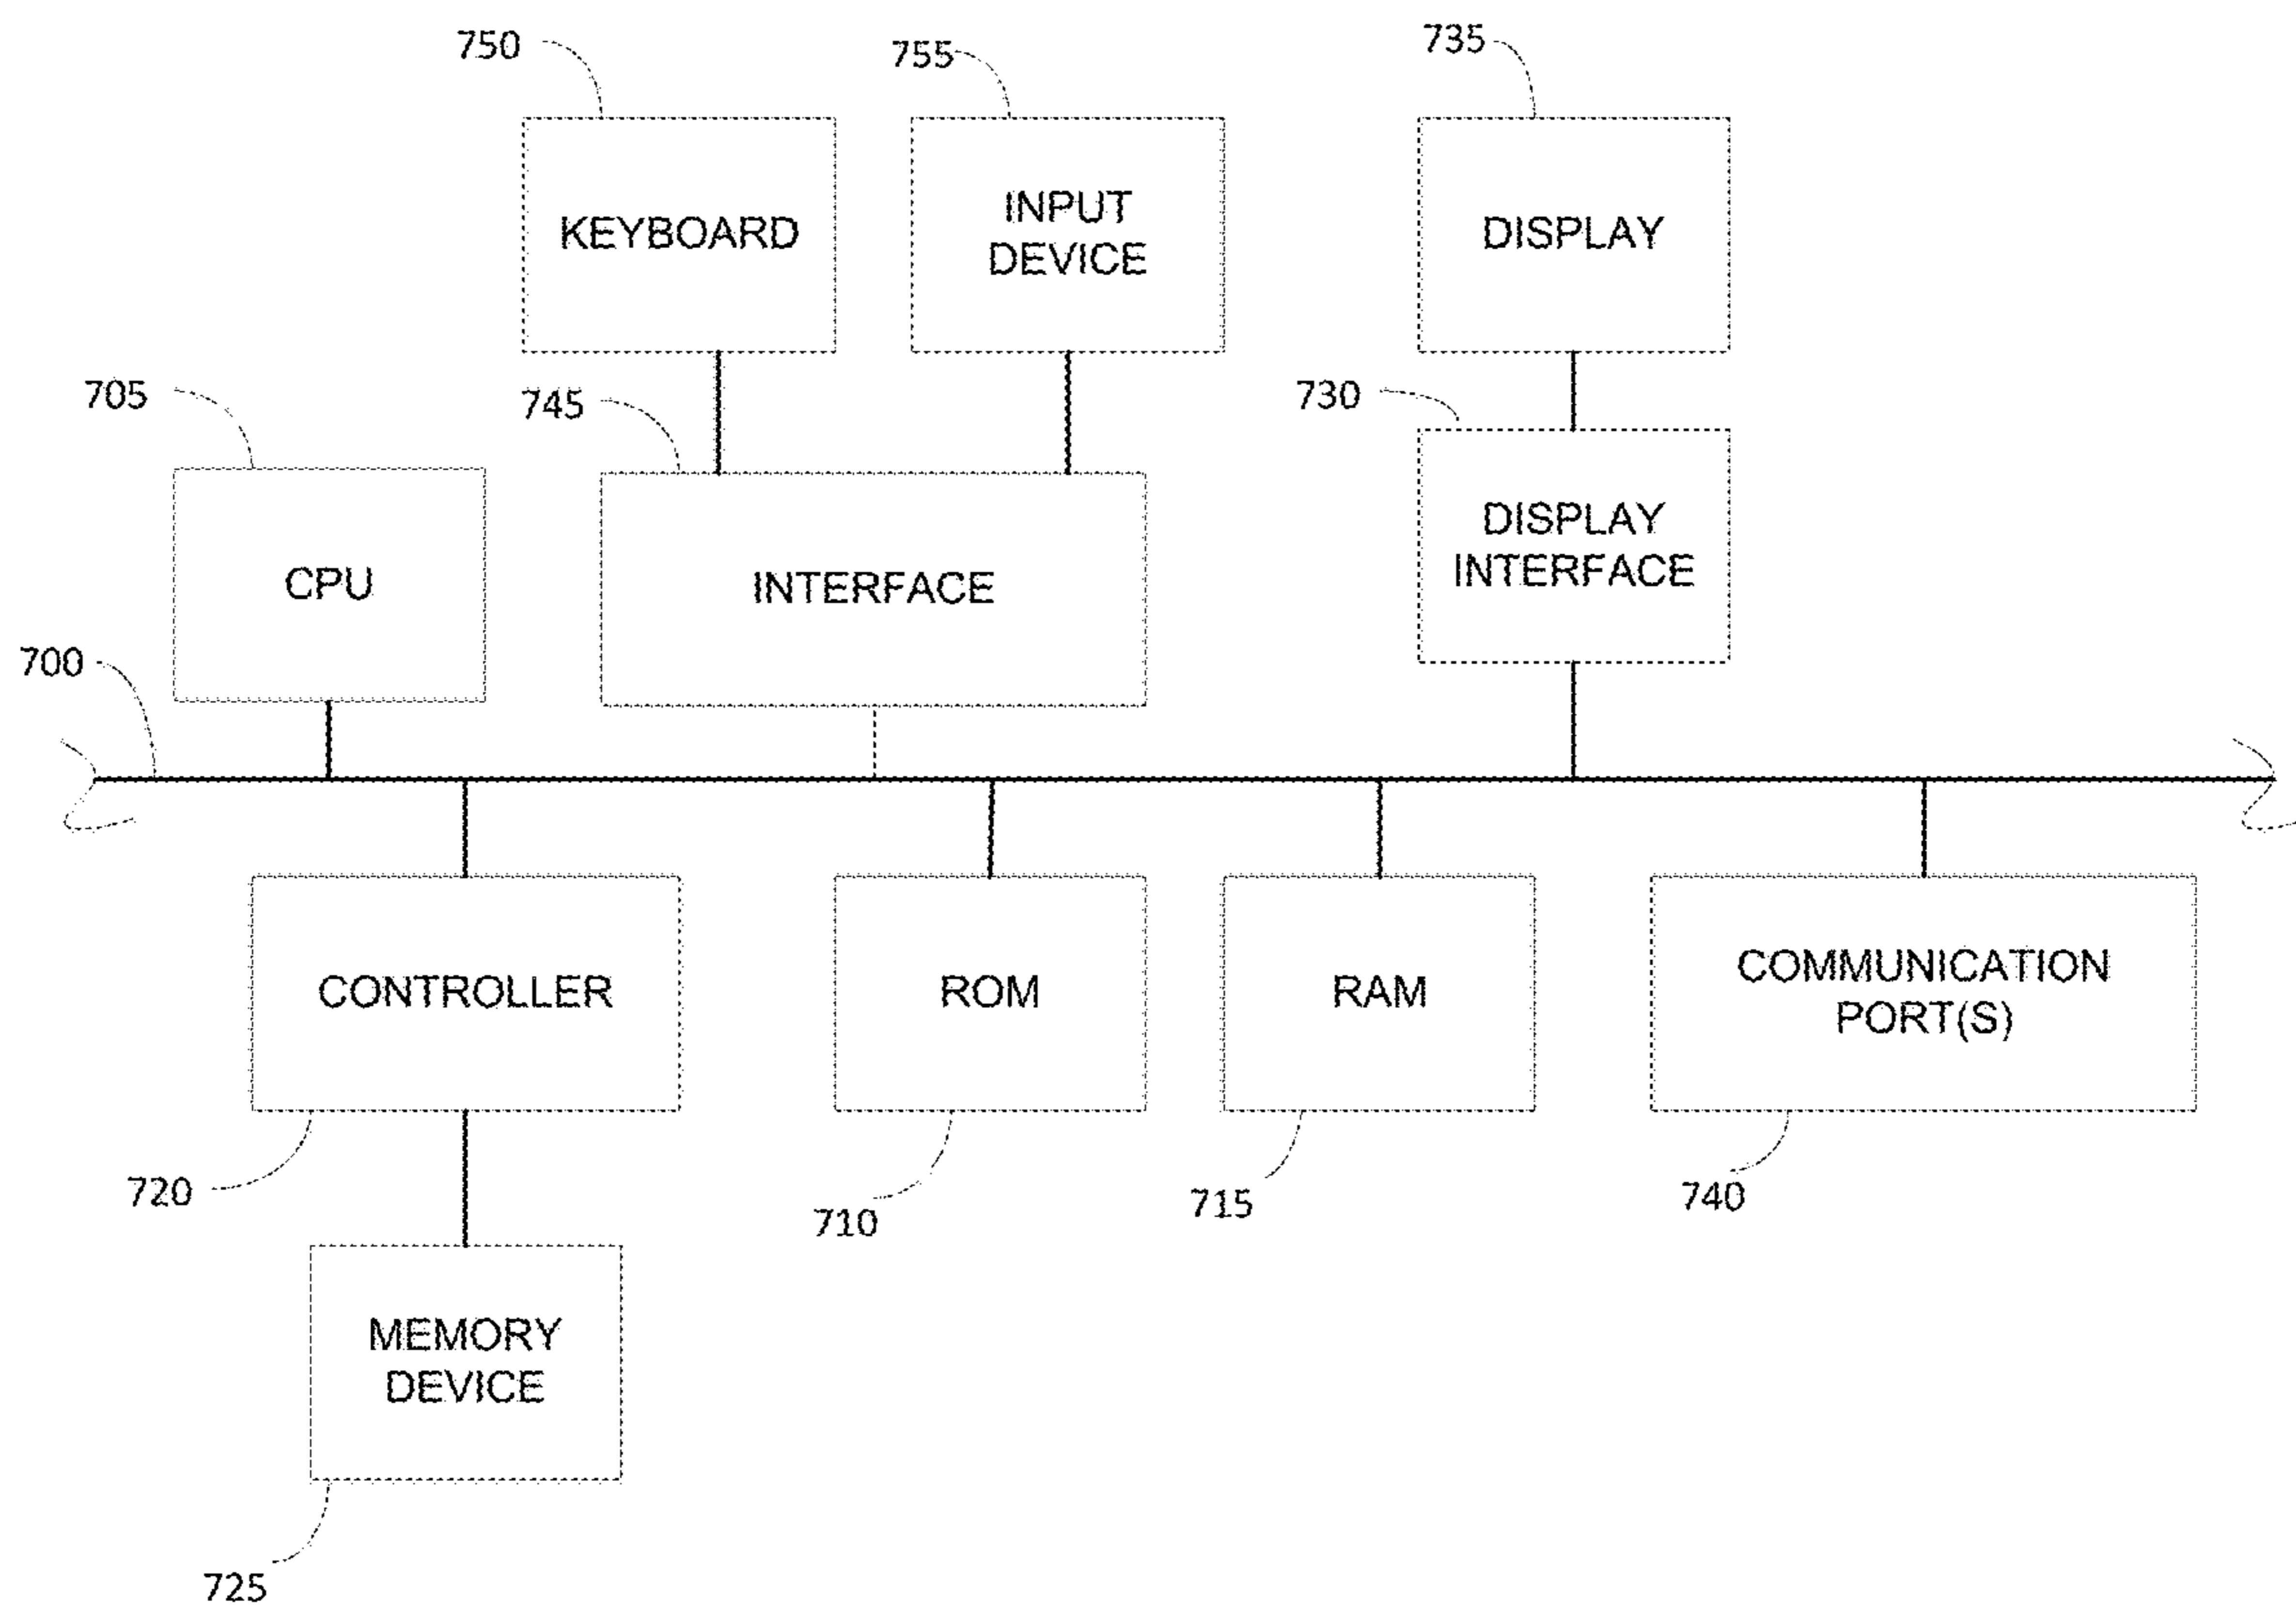 750
755
735
KEYBOARD
INPUT
DEVICE
DISPLAY
705
745
730
CPU
INTERFACE
DISPLAY
INTERFACE
700
CONTROLLER
ROM
RAM
COMMUNICATION
PORT(S)
720
710
715
740
MEMORY
DEVICE
725